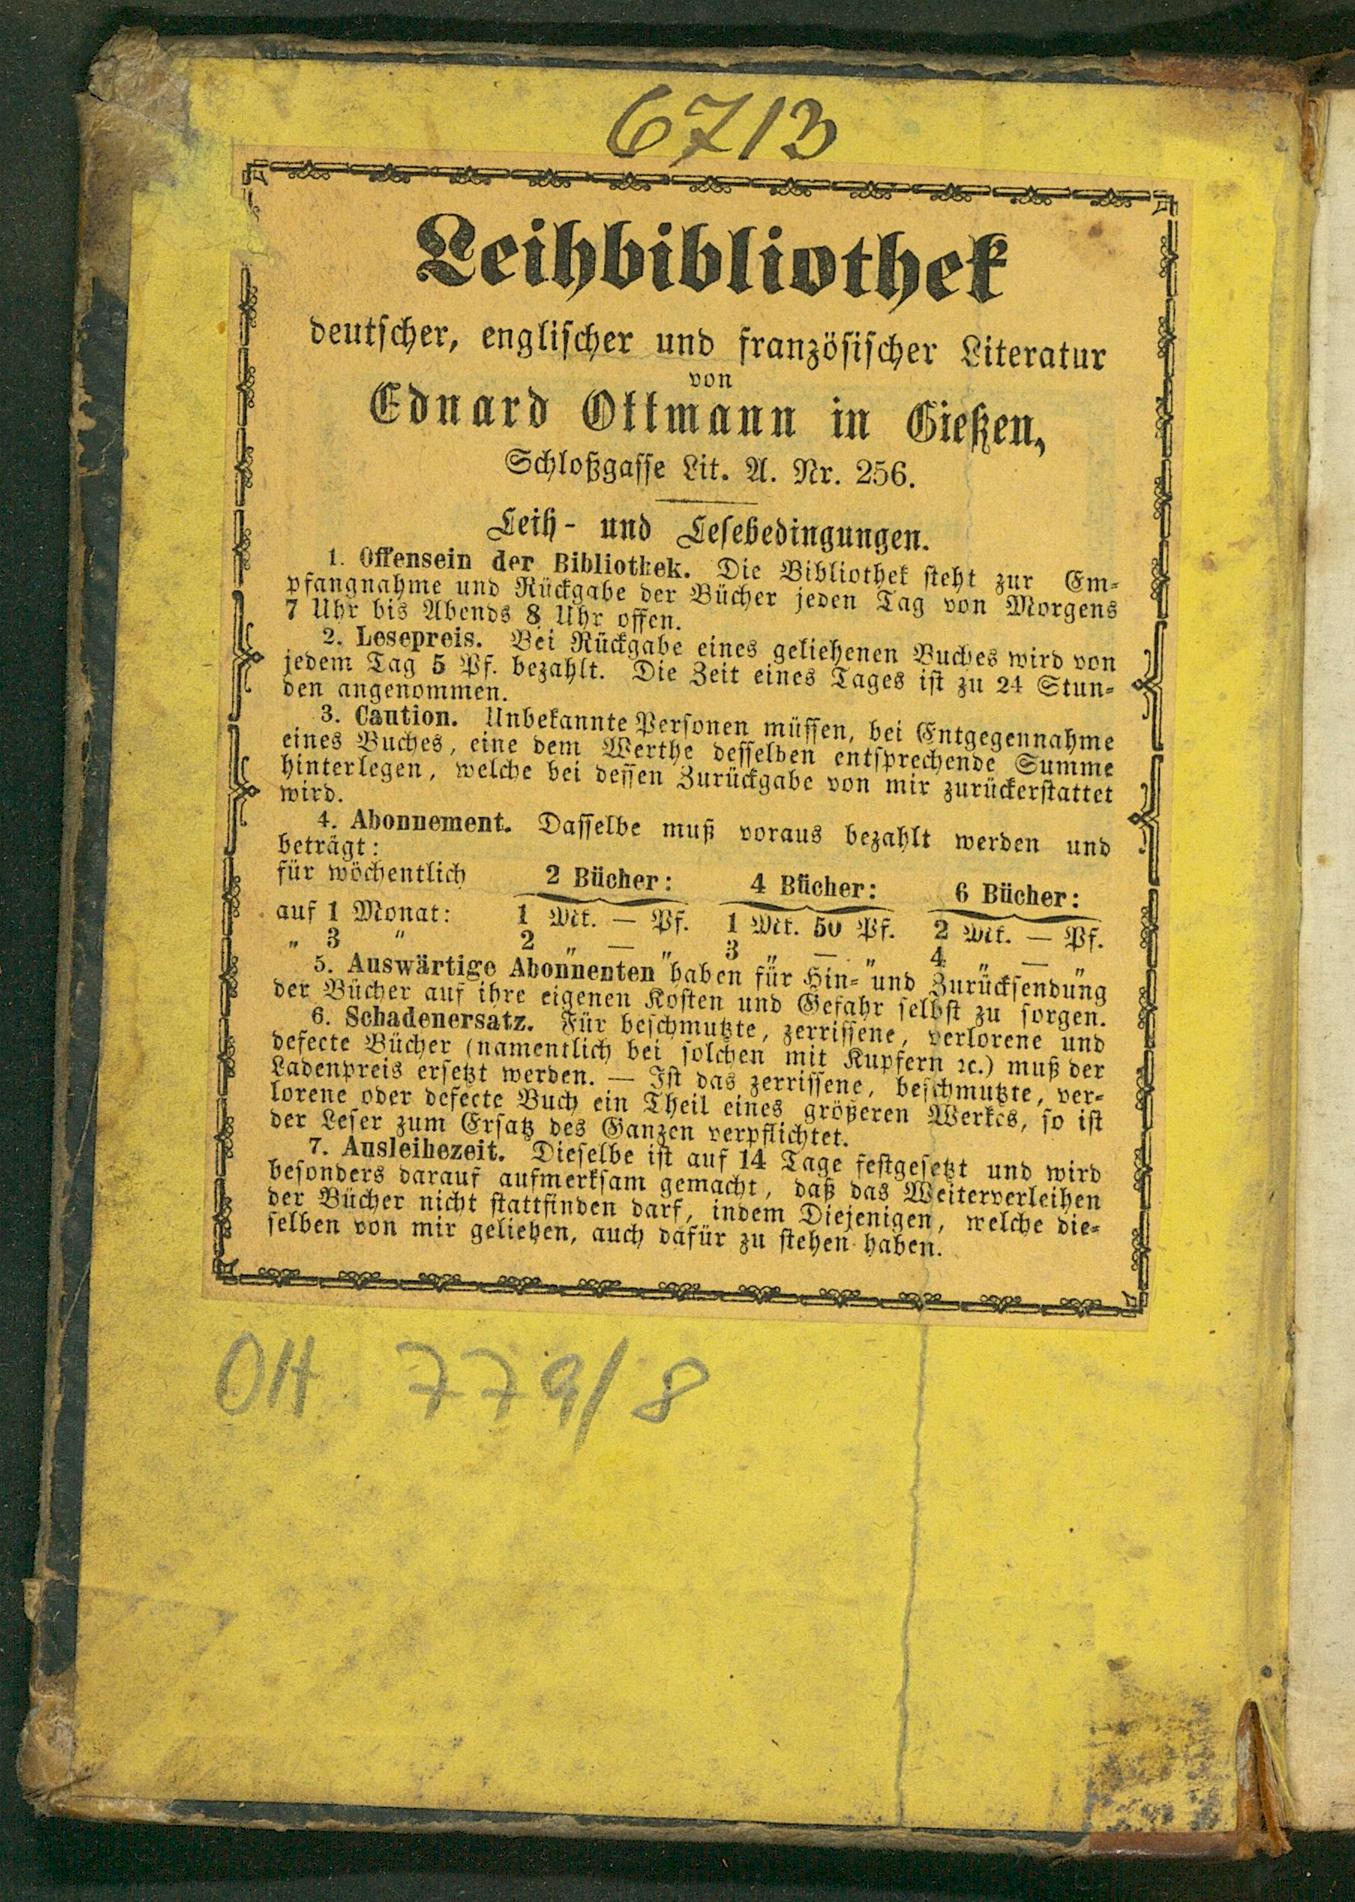 6713
Leihbibliothek
deutscher, englischer und französischer Literatur
von
Eduard Ottmann in Gießen,
Schloßgasse Lit. A. Nr. 256.
Leih- und Lesebedingungen.
1. Offensein der Bibliothek. Die Bibliothek steht zur Em-
pfangnahme und Rückgabe der Bücher jeden Tag von Morgens
7 Uhr bis Abends 8 Uhr offen.
2. Lesepreis. Bei Rückgabe eines geliehenen Buches wird von
jedem Tag 5 Pf. bezahlt. Die Zeit eines Tages ist zu 24 Stun-
den angenommen.
3. Caution. Unbekannte Personen müssen, bei Entgegennahme
eines Buches, eine dem Werthe desselben entsprechende Summe
hinterlegen, welche bei dessen Zurückgabe von mir zurückerstattet
wird.
4. Abonnement. Dasselbe muß voraus bezahlt werden und
beträgt:
für wöchentlich 2 Bücher: 4 Bücher: 6 Bücher:
auf 1 Monat: 1 Mk. — Pf. 1 Mk. 50 Pf. 2 Mk. — Pf.
„ 3 „ 2 „ — „ 3 „ — „ 4 „ — „
5. Auswärtige Abonnenten haben für Hin- und Zurücksendung
der Bücher auf ihre eigenen Kosten und Gefahr selbst zu sorgen.
6. Schadenersatz. Für beschmutzte, zerrissene, verlorene und
defecte Bücher (namentlich bei solchen mit Kupfern ꝛc.) muß der
Ladenpreis ersetzt werden. — Ist das zerrissene, beschmutzte, ver-
lorene oder defecte Buch ein Theil eines größeren Werkes, so ist
der Leser zum Ersatz des Ganzen verpflichtet.
7. Ausleihezeit. Dieselbe ist auf 14 Tage festgesetzt und wird
besonders darauf aufmerksam gemacht, daß das Weiterverleihen
der Bücher nicht stattfinden darf, indem Diejenigen, welche die-
selben von mir geliehen, auch dafür zu stehen haben.
OH 779/8